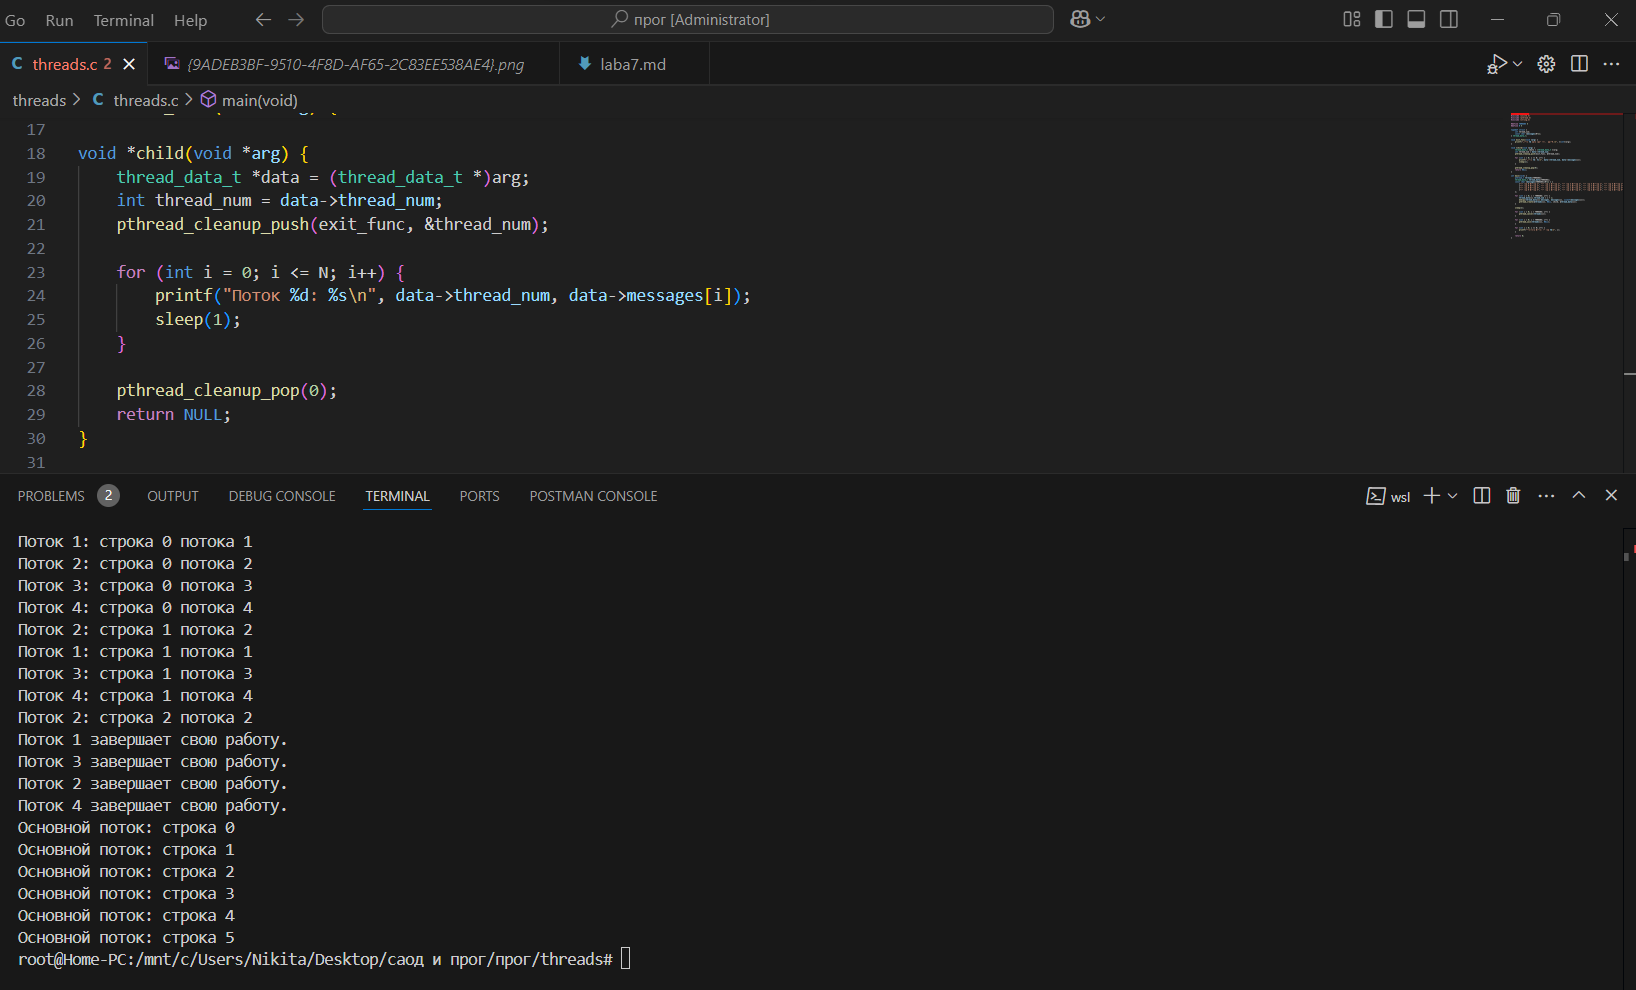 Go Run Terminal Help прог [Administrator]
threads.c 2 {9ADEB3BF-9510-4F8D-AF65-2C83EE538AE4}.png laba7.md
threads > C threads.c > main(void)
17
18 void *child(void *arg) {
19 thread_data_t *data = (thread_data_t *)arg;
20 int thread_num = data->thread_num;
21 pthread_cleanup_push(exit_func, &thread_num);
22
23 for (int i = 0; i <= N; i++) {
24 printf("Поток %d: %s\n", data->thread_num, data->messages[i]);
25 sleep(1);
26 }
27
28 pthread_cleanup_pop(0);
29 return NULL;
30 }
31
PROBLEMS 2 OUTPUT DEBUG CONSOLE TERMINAL PORTS POSTMAN CONSOLE wsl
Поток 1: строка 0 потока 1
Поток 2: строка 0 потока 2
Поток 3: строка 0 потока 3
Поток 4: строка 0 потока 4
Поток 2: строка 1 потока 2
Поток 1: строка 1 потока 1
Поток 3: строка 1 потока 3
Поток 4: строка 1 потока 4
Поток 2: строка 2 потока 2
Поток 1 завершает свою работу.
Поток 3 завершает свою работу.
Поток 2 завершает свою работу.
Поток 4 завершает свою работу.
Основной поток: строка 0
Основной поток: строка 1
Основной поток: строка 2
Основной поток: строка 3
Основной поток: строка 4
Основной поток: строка 5
root@Home-PC:/mnt/c/Users/Nikita/Desktop/саод и прог/прог/threads#